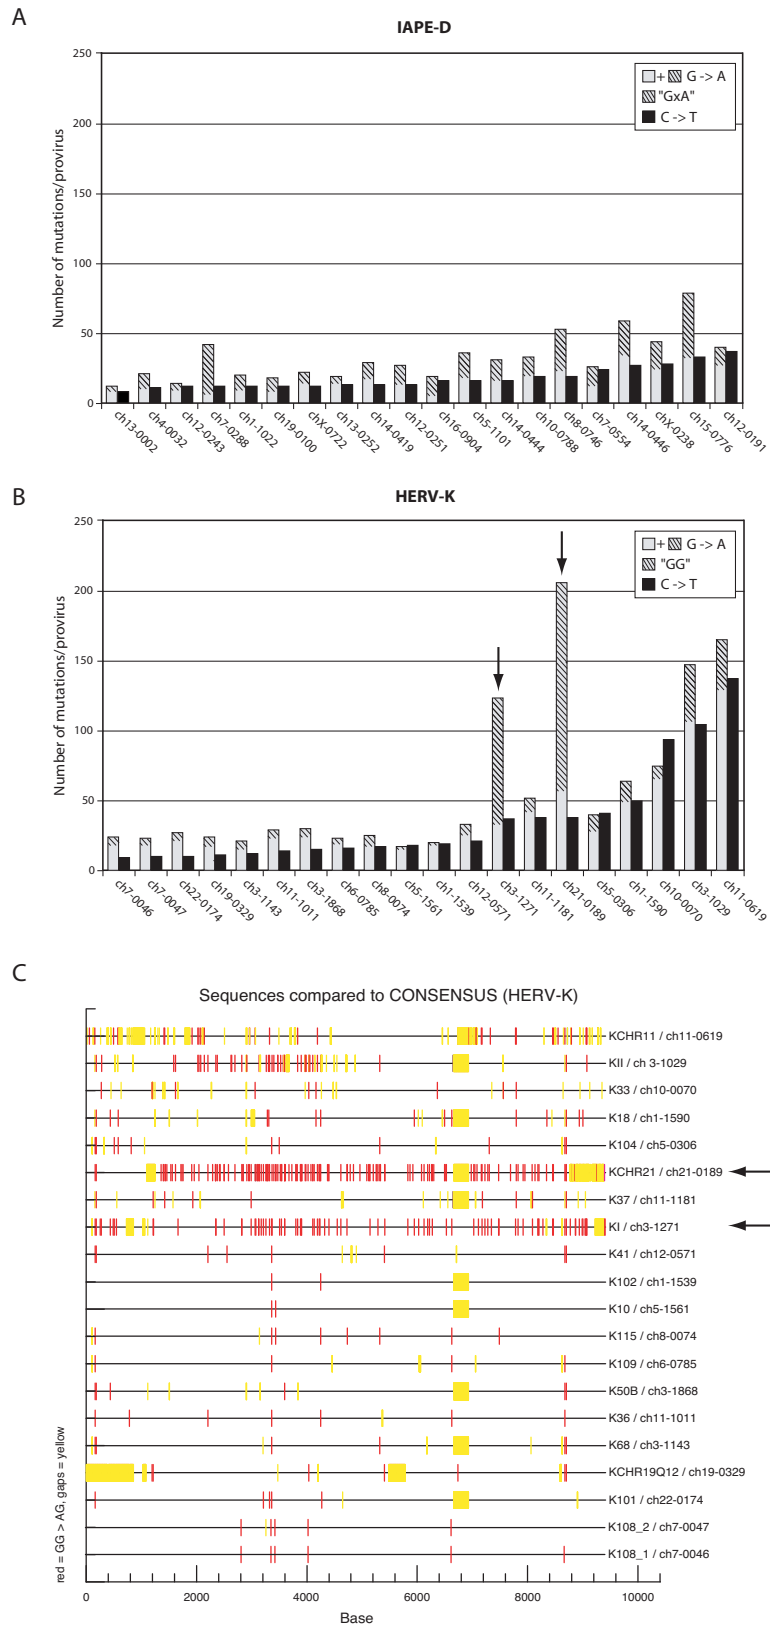 A
IAPE-D
Number of mutations/provirus
250
200
150
100
50
0
+ G -> A
"GxA"
C -> T
ch13-0002
ch4-0032
ch12-0243
ch7-0288
ch1-1022
ch19-0100
chX-0722
ch13-0252
ch14-0419
ch12-0251
ch16-0904
ch5-1101
ch14-0444
ch10-0788
ch8-0746
ch7-0554
ch14-0446
chX-0238
ch15-0776
ch12-0191
B
HERV-K
Number of mutations/provirus
250
200
150
100
50
0
+ G -> A
"GG"
C -> T
ch7-0046
ch7-0047
ch22-0174
ch19-0329
ch3-1143
ch11-1011
ch3-1868
ch6-0785
ch8-0074
ch5-1561
ch1-1539
ch12-0571
ch3-1271
ch11-1181
ch21-0189
ch5-0306
ch1-1590
ch10-0070
ch3-1029
ch11-0619
C
Sequences compared to CONSENSUS (HERV-K)
KCHR11 / ch11-0619
KII / ch 3-1029
K33 / ch10-0070
K18 / ch1-1590
K104 / ch5-0306
KCHR21 / ch21-0189
K37 / ch11-1181
KI / ch3-1271
K41 / ch12-0571
K102 / ch1-1539
K10 / ch5-1561
K115 / ch8-0074
K109 / ch6-0785
K50B / ch3-1868
K36 / ch11-1011
K68 / ch3-1143
KCHR19Q12 / ch19-0329
K101 / ch22-0174
K108_2 / ch7-0047
K108_1 / ch7-0046
red = GG > AG, gaps = yellow
0 2000 4000 6000 8000 10000
Base